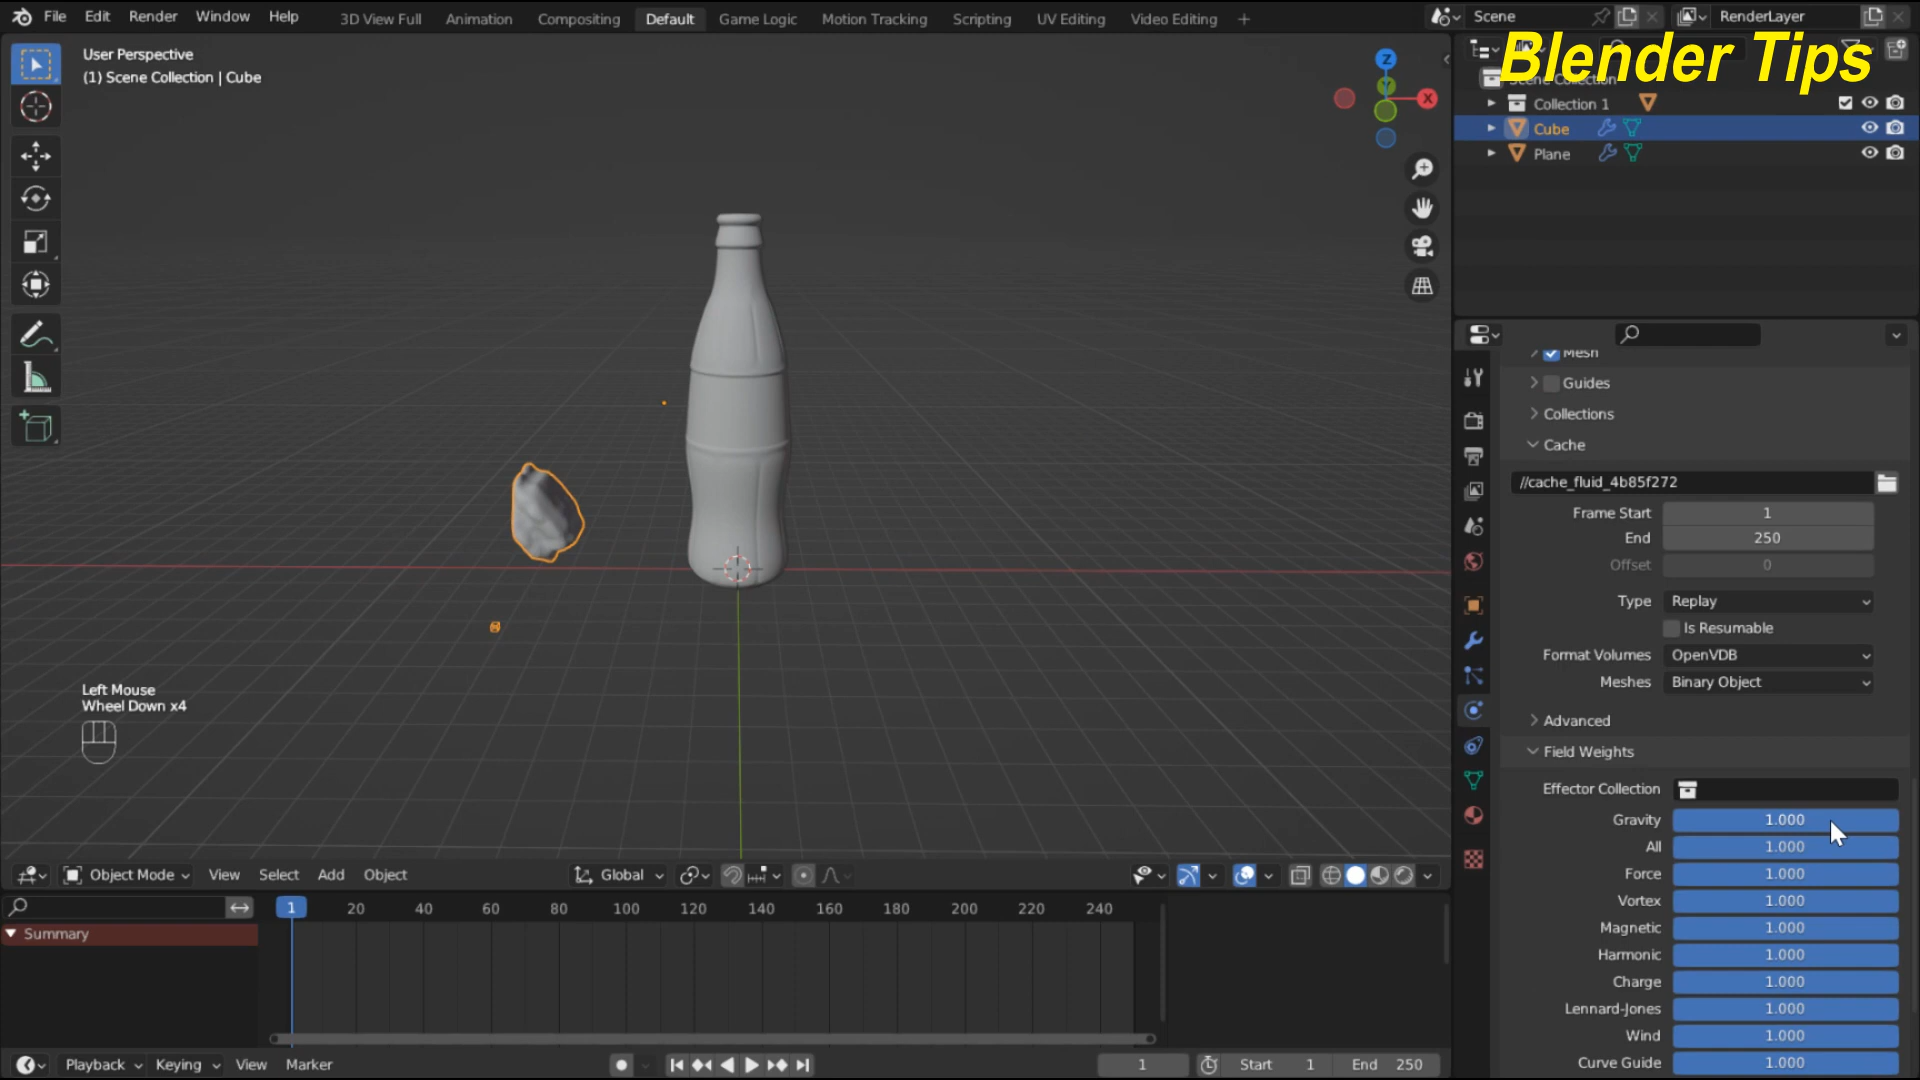 File Edit Render Window Help
3D View Full Animation Compositing Default Game Logic Motion Tracking Scripting UV Editing Video Editing
Scene
RenderLayer
Blender Tips
User Perspective
(1) Scene Collection | Cube
Z
Y
X
Scene Collection
Collection 1
Cube
Plane
Mesh
Guides
Collections
Cache
//cache_fluid_4b85f272
Frame Start 1
End 250
Offset 0
Type Replay
Is Resumable
Format Volumes OpenVDB
Meshes Binary Object
Advanced
Field Weights
Effector Collection
Gravity 1.000
All 1.000
Force 1.000
Vortex 1.000
Magnetic 1.000
Harmonic 1.000
Charge 1.000
Lennard-Jones 1.000
Wind 1.000
Curve Guide 1.000
Left Mouse
Wheel Down x4
Object Mode View Select Add Object Global
1 20 40 60 80 100 120 140 160 180 200 220 240
Summary
Playback Keying View Marker
1 Start 1 End 250